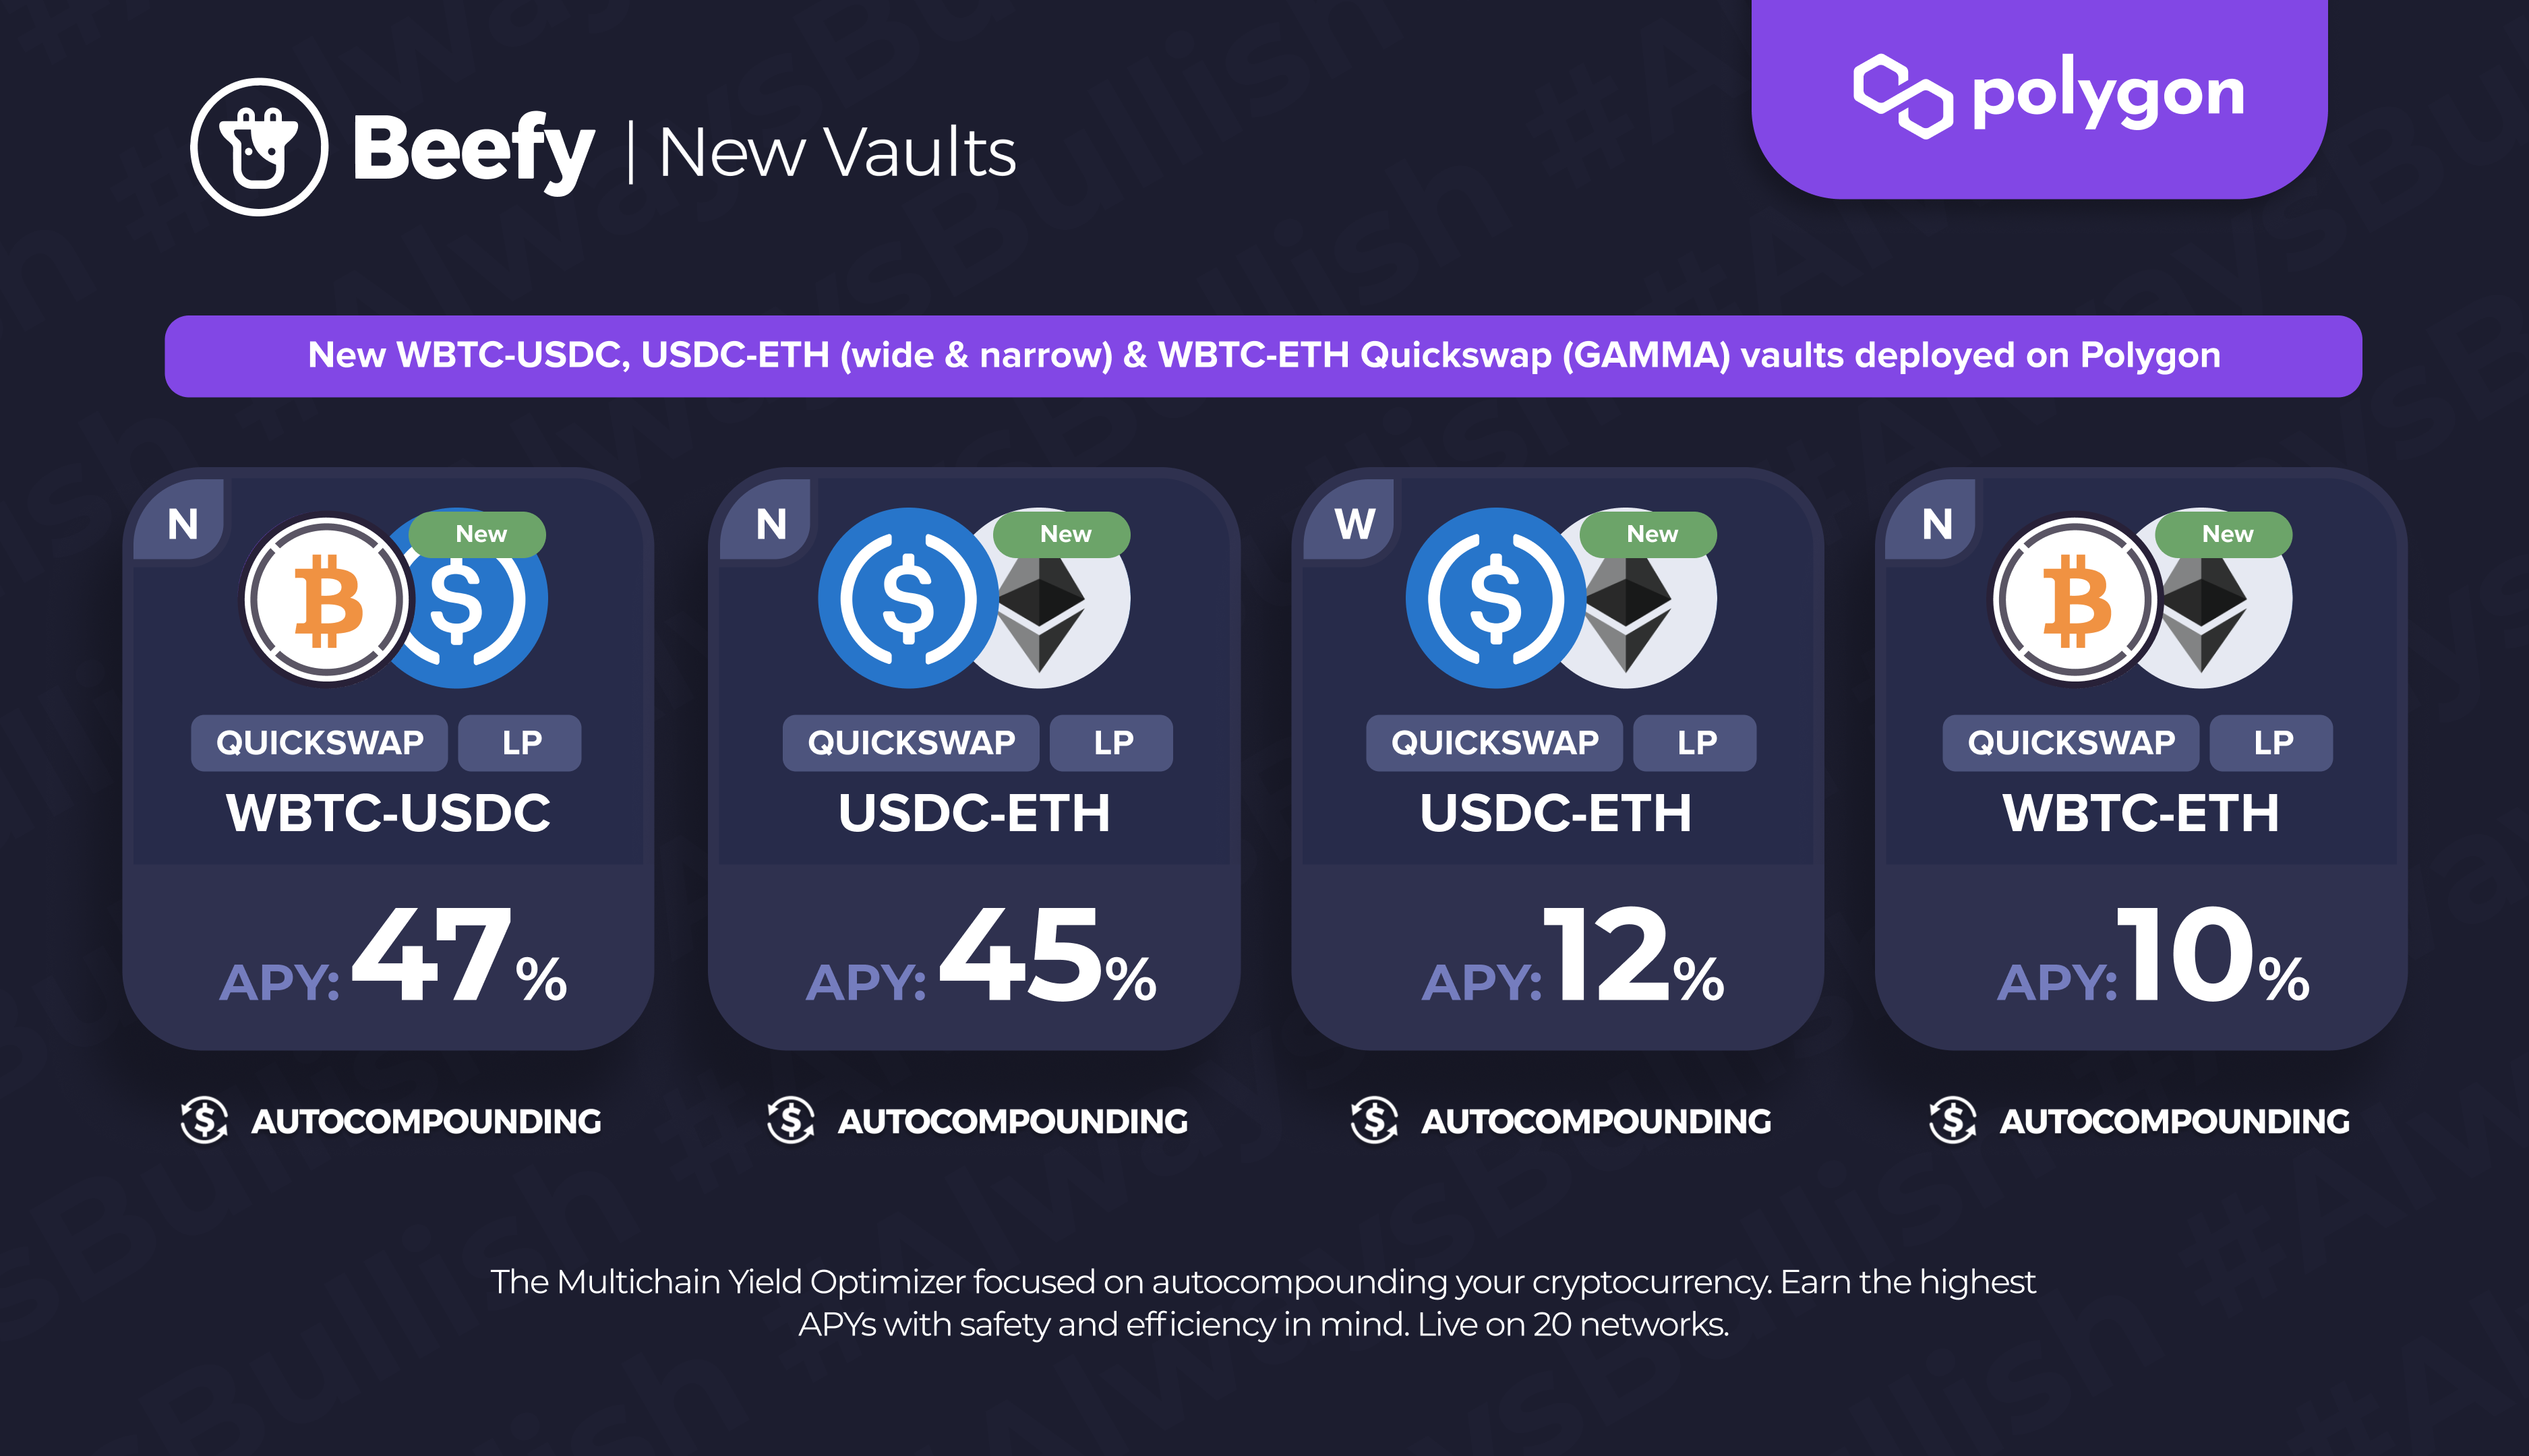 Beefy | New Vaults
polygon
New WBTC-USDC, USDC-ETH (wide & narrow) & WBTC-ETH Quickswap (GAMMA) vaults deployed on Polygon
N
New
QUICKSWAP LP
WBTC-USDC
APY: 47%
AUTOCOMPOUNDING
N
New
QUICKSWAP LP
USDC-ETH
APY: 45%
AUTOCOMPOUNDING
W
New
QUICKSWAP LP
USDC-ETH
APY: 12%
AUTOCOMPOUNDING
N
New
QUICKSWAP LP
WBTC-ETH
APY: 10%
AUTOCOMPOUNDING
The Multichain Yield Optimizer focused on autocompounding your cryptocurrency. Earn the highest
APYs with safety and efficiency in mind. Live on 20 networks.
#AlwaysBullish